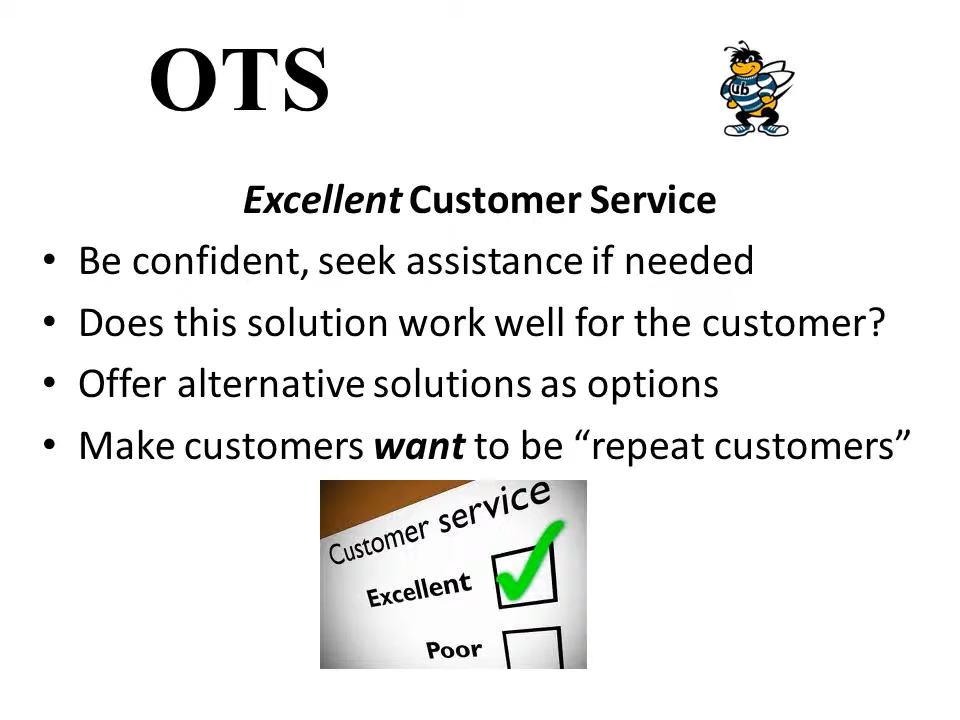 OTS
ub
Excellent Customer Service
• Be confident, seek assistance if needed
• Does this solution work well for the customer?
• Offer alternative solutions as options
• Make customers want to be “repeat customers”
Customer service
Excellent
Poor